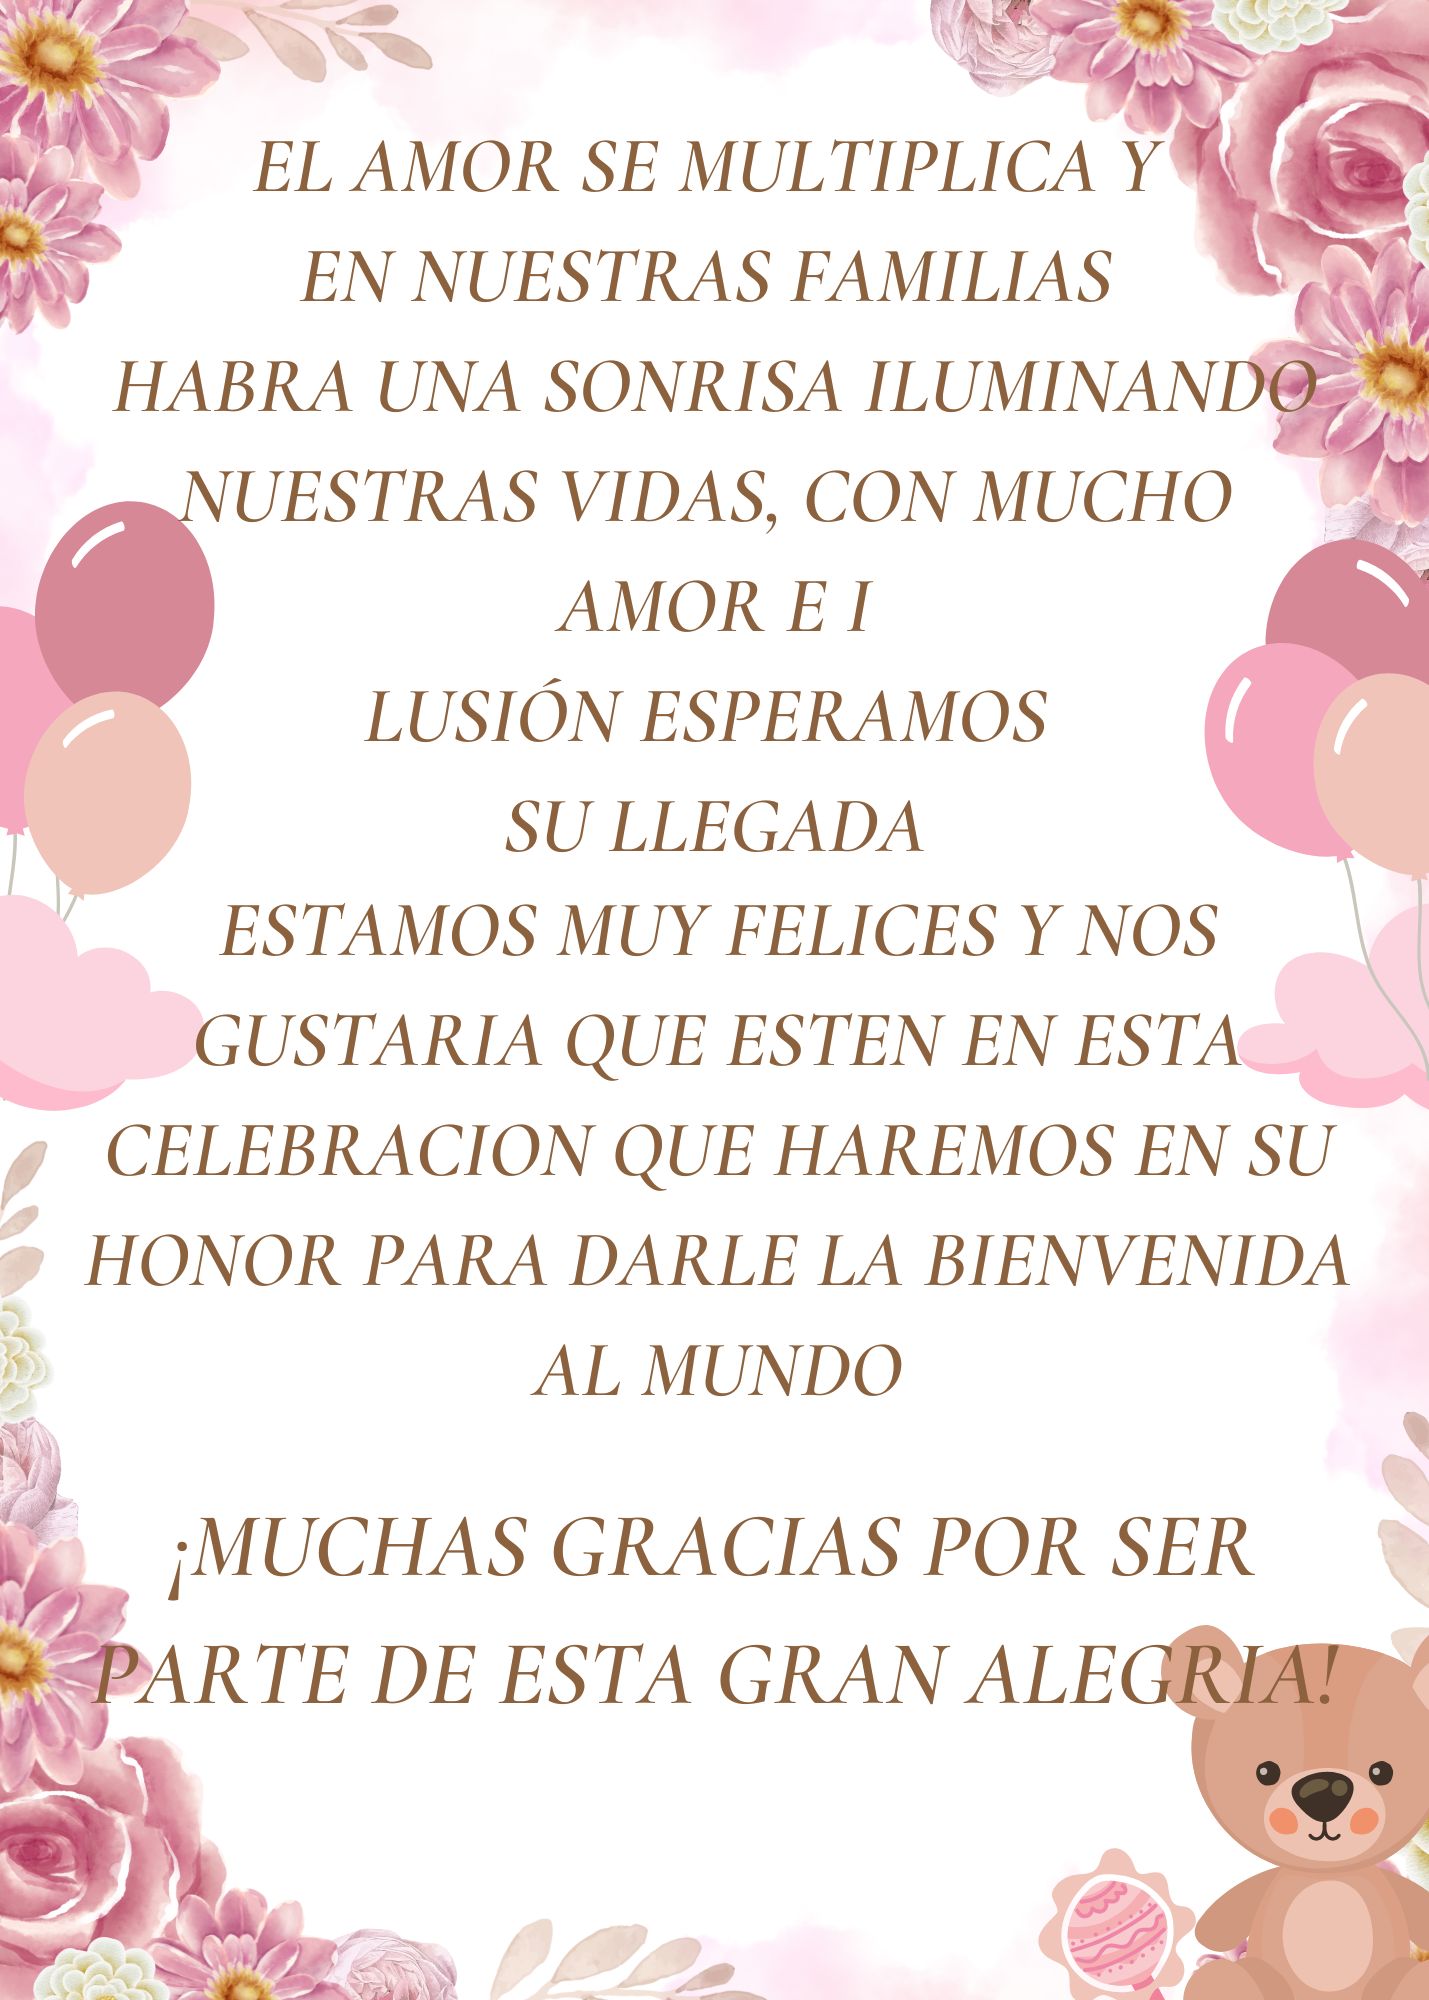 EL AMOR SE MULTIPLICA Y
EN NUESTRAS FAMILIAS
HABRA UNA SONRISA ILUMINANDO
NUESTRAS VIDAS, CON MUCHO
AMOR E I
LUSIÓN ESPERAMOS
SU LLEGADA
ESTAMOS MUY FELICES Y NOS
GUSTARIA QUE ESTEN EN ESTA
CELEBRACION QUE HAREMOS EN SU
HONOR PARA DARLE LA BIENVENIDA
AL MUNDO
¡MUCHAS GRACIAS POR SER
PARTE DE ESTA GRAN ALEGRIA!